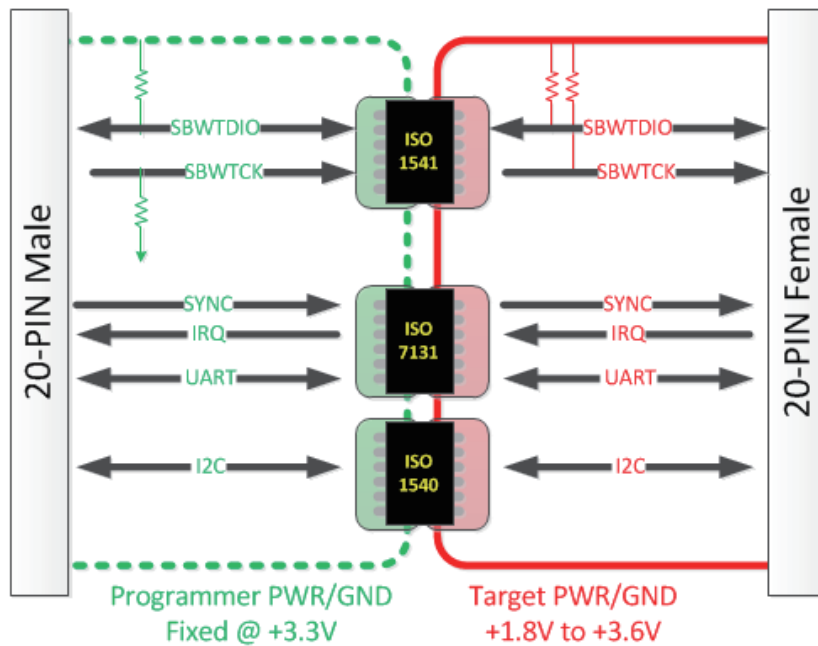 20-PIN Male
SBWTDIO
SBWTCK
SYNC
IRQ
UART
I2C
ISO
1541
ISO
7131
ISO
1540
SBWTDIO
SBWTCK
SYNC
IRQ
UART
I2C
20-PIN Female
Programmer PWR/GND
Fixed @ +3.3V
Target PWR/GND
+1.8V to +3.6V